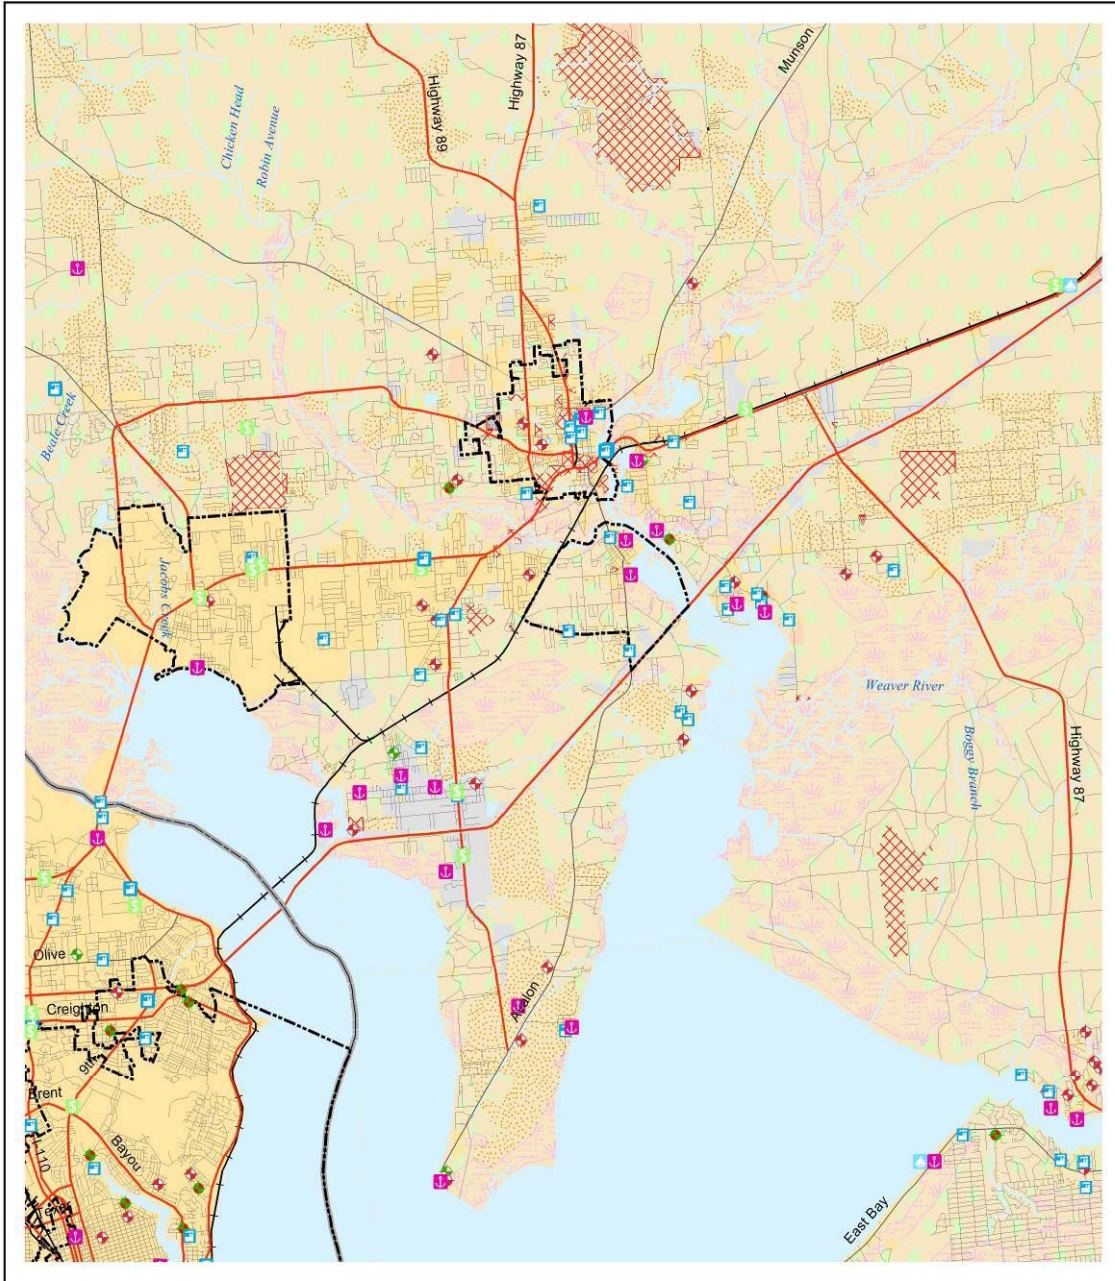 Highway 87
Munson
Highway 89
Chicken Head
Robin Avenue
Beale Creek
Jacobs Creek
Weaver River
Boggy Branch
Highway 87
Olive
Creighton
Avalon
9th
Brent
Bayou
I 110
East Bay